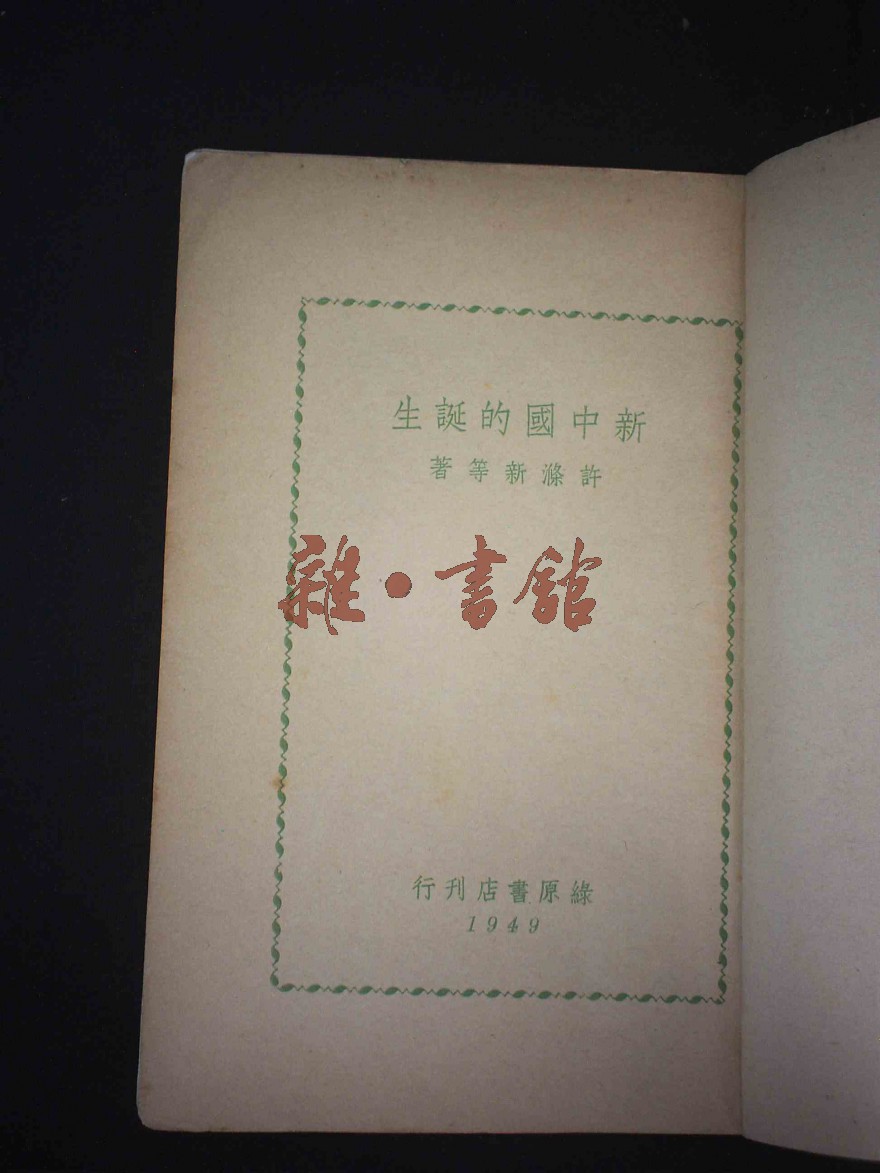 新中國的誕生
許滌新等著
雜·書館
綠原書店刊行
1949